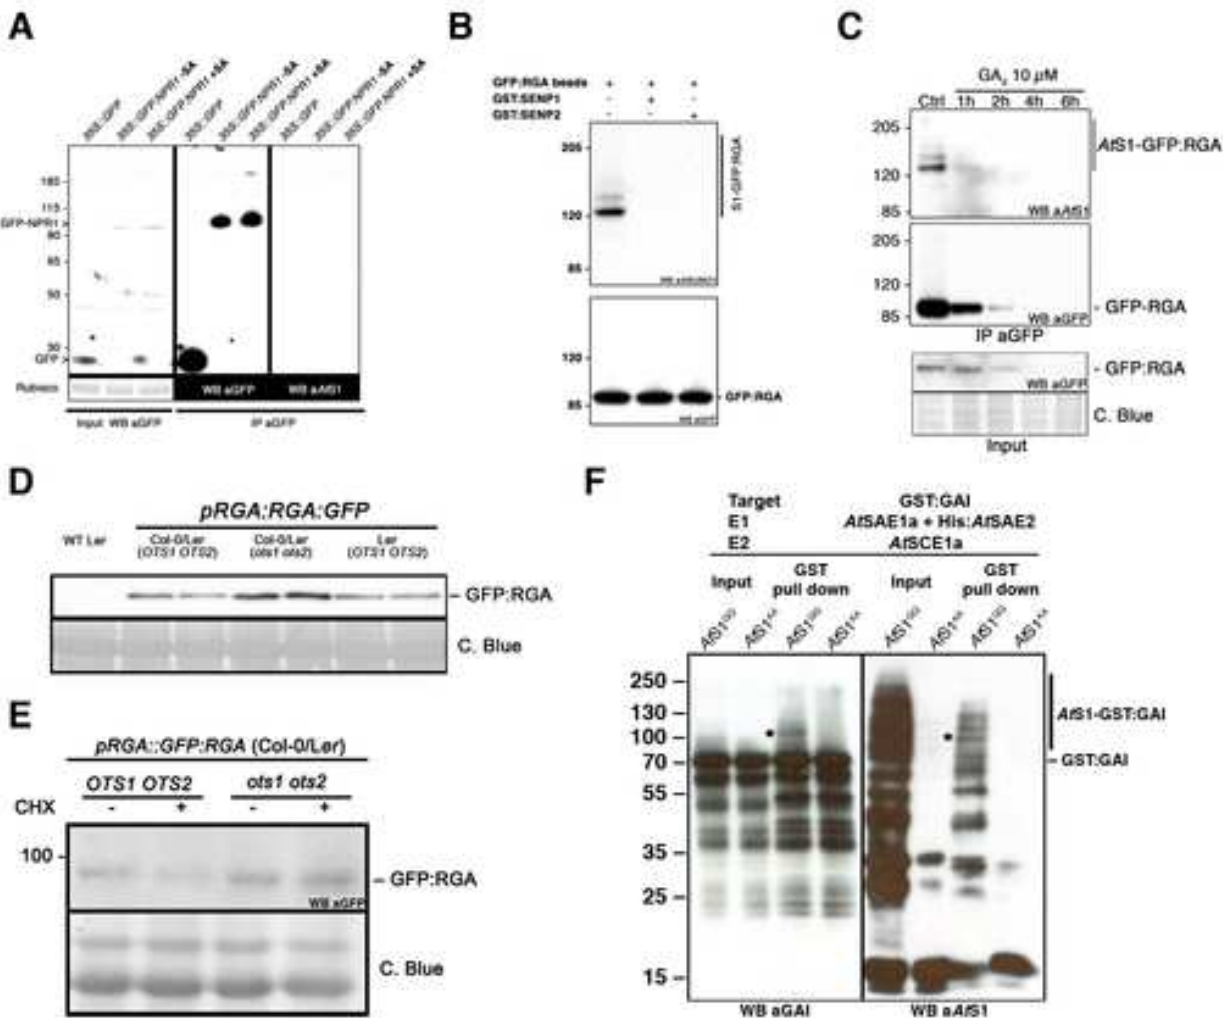 A
35S::GFP
35S::GFP:NPR1 -SA
35S::GFP:NPR1 +SA
35S::GFP
35S::GFP:NPR1 -SA
35S::GFP:NPR1 +SA
35S::GFP
35S::GFP:NPR1 -SA
35S::GFP:NPR1 +SA
115
GFP-NPR1
50
30
GFP
Rubisco
WB aGFP
WB aAtS1
Input WB aGFP
IP aGFP
B
GFP:RGA beads + + +
GST:SENP1 - + -
GST:SENP2 - - +
205
120
85
S1-GFP:RGA
120
85
GFP:RGA
WB aGFP
C
GA₄ 10 µM
Ctrl 1h 2h 4h 6h
205
120
85
AtS1-GFP:RGA
WB aAtS1
205
120
85
- GFP-RGA
WB aGFP
IP aGFP
- GFP:RGA
WB aGFP
C. Blue
Input
D
pRGA:RGA:GFP
WT Ler
Col-0/Ler
(OTS1 OTS2)
Col-0/Ler
(ots1 ots2)
Ler
(OTS1 OTS2)
– GFP:RGA
C. Blue
E
pRGA::GFP:RGA (Col-0/Ler)
OTS1 OTS2
ots1 ots2
CHX - + - +
100
– GFP:RGA
WB aGFP
C. Blue
F
Target GST:GAI
E1 AtSAE1a + His:AtSAE2
E2 AtSCE1a
Input
GST
pull down
Input
GST
pull down
AtS1GG
AtS1AA
AtS1GG
AtS1AA
AtS1GG
AtS1AA
AtS1GG
AtS1AA
250
130
100
70
55
35
25
15
AtS1-GST:GAI
- GST:GAI
WB aGAI
WB aAtS1